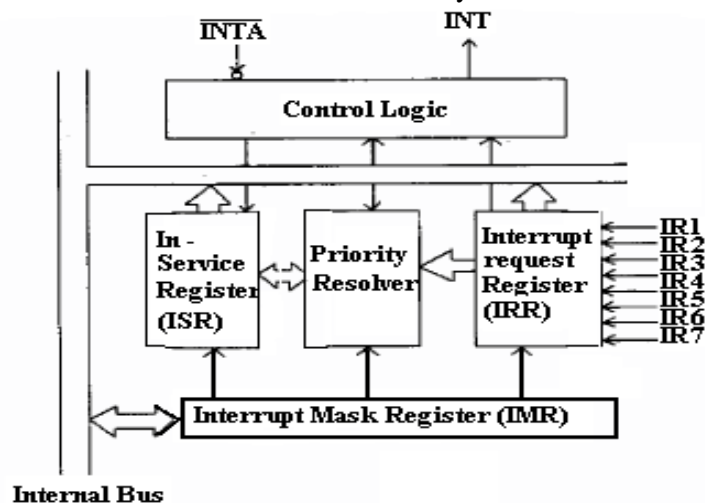 INTA INT
Control Logic
In -
Service
Register
(ISR)
Priority
Resolver
Interrupt
request
Register
(IRR)
IR1
IR2
IR3
IR4
IR5
IR6
IR7
Interrupt Mask Register (IMR)
Internal Bus